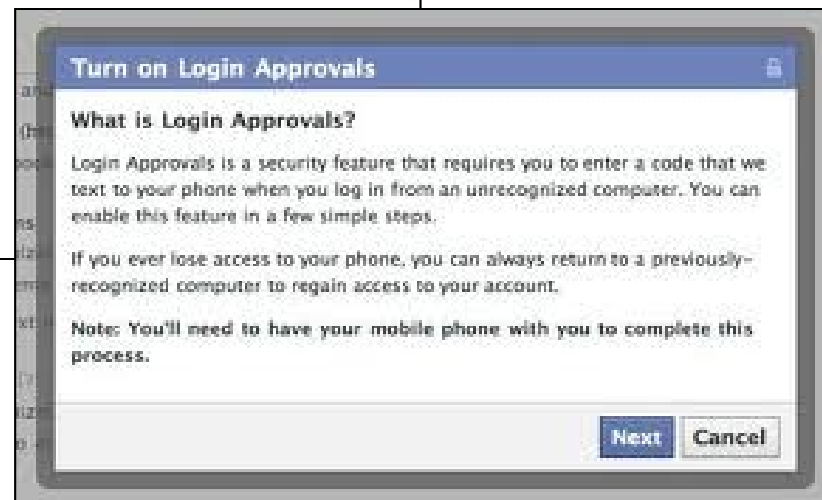 Turn on Login Approvals
What is Login Approvals?
Login Approvals is a security feature that requires you to enter a code that we
text to your phone when you log in from an unrecognized computer. You can
enable this feature in a few simple steps.
If you ever lose access to your phone, you can always return to a previously-
recognized computer to regain access to your account.
Note: You'll need to have your mobile phone with you to complete this
process.
Next Cancel